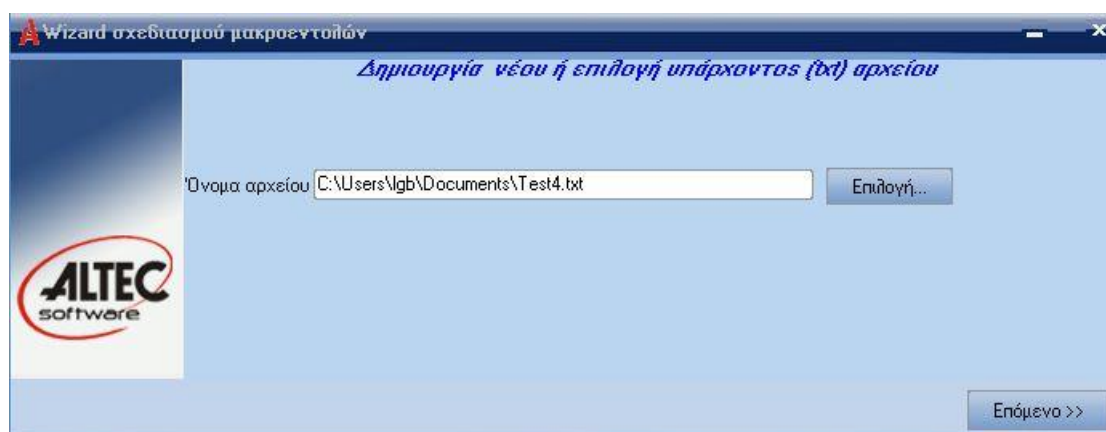 Wizard σχεδιασμού μακροεντολών
Δημιουργία νέου ή επιλογή υπάρχοντος (txt) αρχείου
Όνομα αρχείου C:\Users\lgb\Documents\Test4.txt Επιλογή...
ALTEC
software
Επόμενο >>